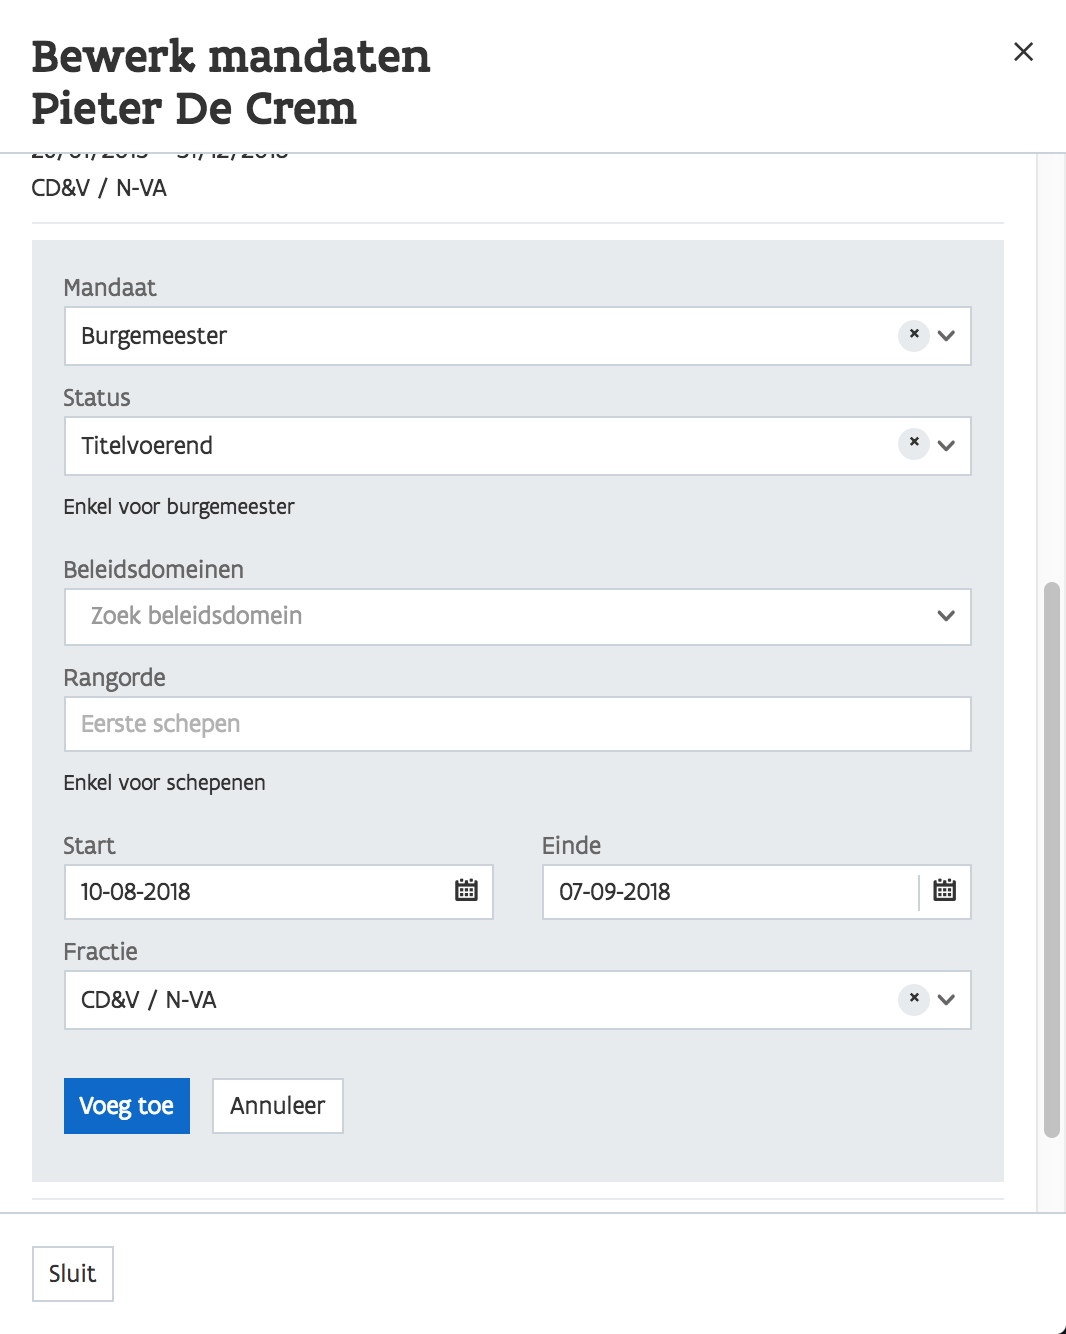 Bewerk mandaten
Pieter De Crem
CD&V / N-VA
Mandaat
Burgemeester
Status
Titelvoerend
Enkel voor burgemeester
Beleidsdomeinen
Zoek beleidsdomein
Rangorde
Eerste schepen
Enkel voor schepenen
Start Einde
10-08-2018 07-09-2018
Fractie
CD&V / N-VA
Voeg toe Annuleer
Sluit